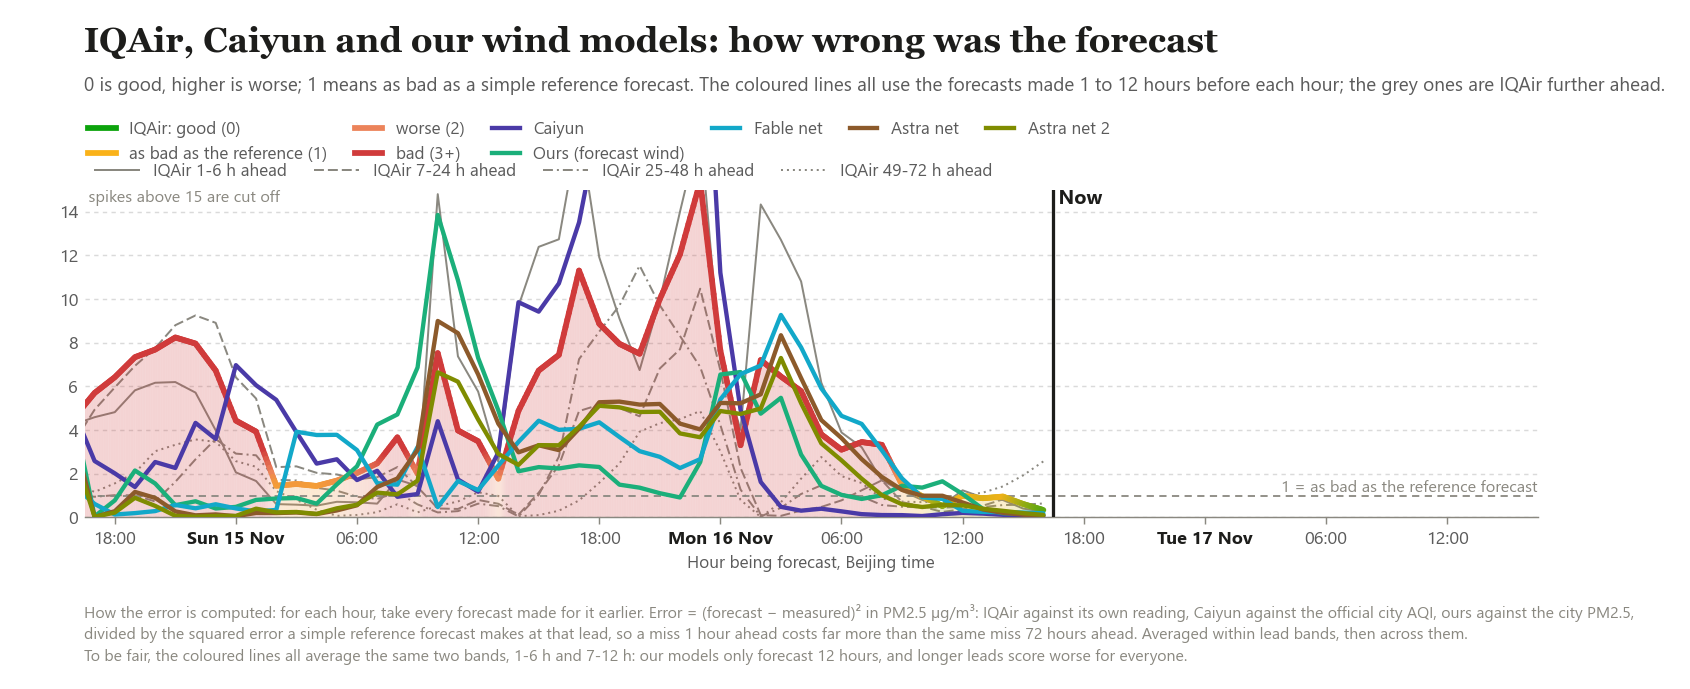 IQAir, Caiyun and our wind models: how wrong was the forecast
0 is good, higher is worse; 1 means as bad as a simple reference forecast. The coloured lines all use the forecasts made 1 to 12 hours before each hour; the grey ones are IQAir further ahead.
IQAir: good (0) worse (2) Caiyun Fable net Astra net Astra net 2
as bad as the reference (1) bad (3+) Ours (forecast wind)
IQAir 1-6 h ahead IQAir 7-24 h ahead IQAir 25-48 h ahead IQAir 49-72 h ahead
spikes above 15 are cut off
Now
14
12
10
8
6
4
2
0
1 = as bad as the reference forecast
18:00 Sun 15 Nov 06:00 12:00 18:00 Mon 16 Nov 06:00 12:00 18:00 Tue 17 Nov 06:00 12:00
Hour being forecast, Beijing time
How the error is computed: for each hour, take every forecast made for it earlier. Error = (forecast − measured)² in PM2.5 µg/m³: IQAir against its own reading, Caiyun against the official city AQI, ours against the city PM2.5,
divided by the squared error a simple reference forecast makes at that lead, so a miss 1 hour ahead costs far more than the same miss 72 hours ahead. Averaged within lead bands, then across them.
To be fair, the coloured lines all average the same two bands, 1-6 h and 7-12 h: our models only forecast 12 hours, and longer leads score worse for everyone.